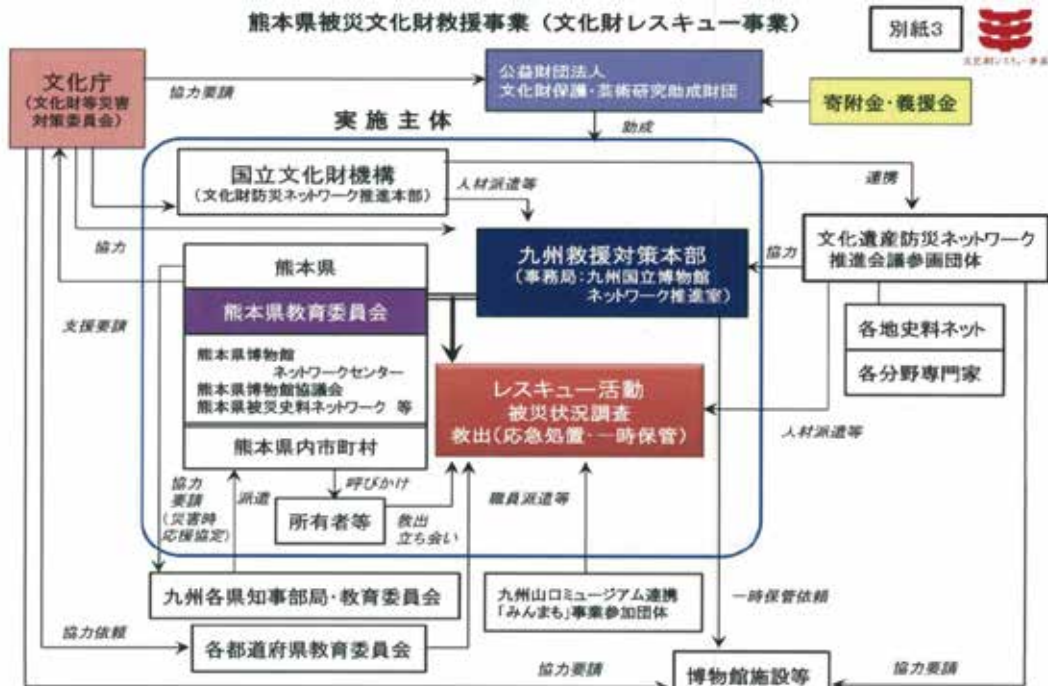 熊本県被災文化財救援事業（文化財レスキュー事業）
別紙3
文化財レスキュー事業
文化庁
（文化財等災害
対策委員会）
協力要請
公益財団法人
文化財保護・芸術研究助成財団
寄附金・義援金
実施主体
助成
国立文化財機構
（文化財防災ネットワーク推進本部）
人材派遣等
連携
協力
熊本県
九州救援対策本部
（事務局：九州国立博物館
ネットワーク推進室）
協力
文化遺産防災ネットワーク
推進会議参画団体
熊本県教育委員会
支援要請
各地史料ネット
熊本県博物館
ネットワークセンター
熊本県博物館協議会
熊本県被災史料ネットワーク 等
レスキュー活動
被災状況調査
救出（応急処置・一時保管）
各分野専門家
熊本県内市町村
人材派遣等
協力
要請
（災害時
応援協定）
派遣
呼びかけ
所有者等
救出
立ち会い
職員派遣等
九州各県知事部局・教育委員会
九州山口ミュージアム連携
「みんまも」事業参加団体
一時保管依頼
協力依頼
各都道府県教育委員会
協力要請
博物館施設等
協力要請